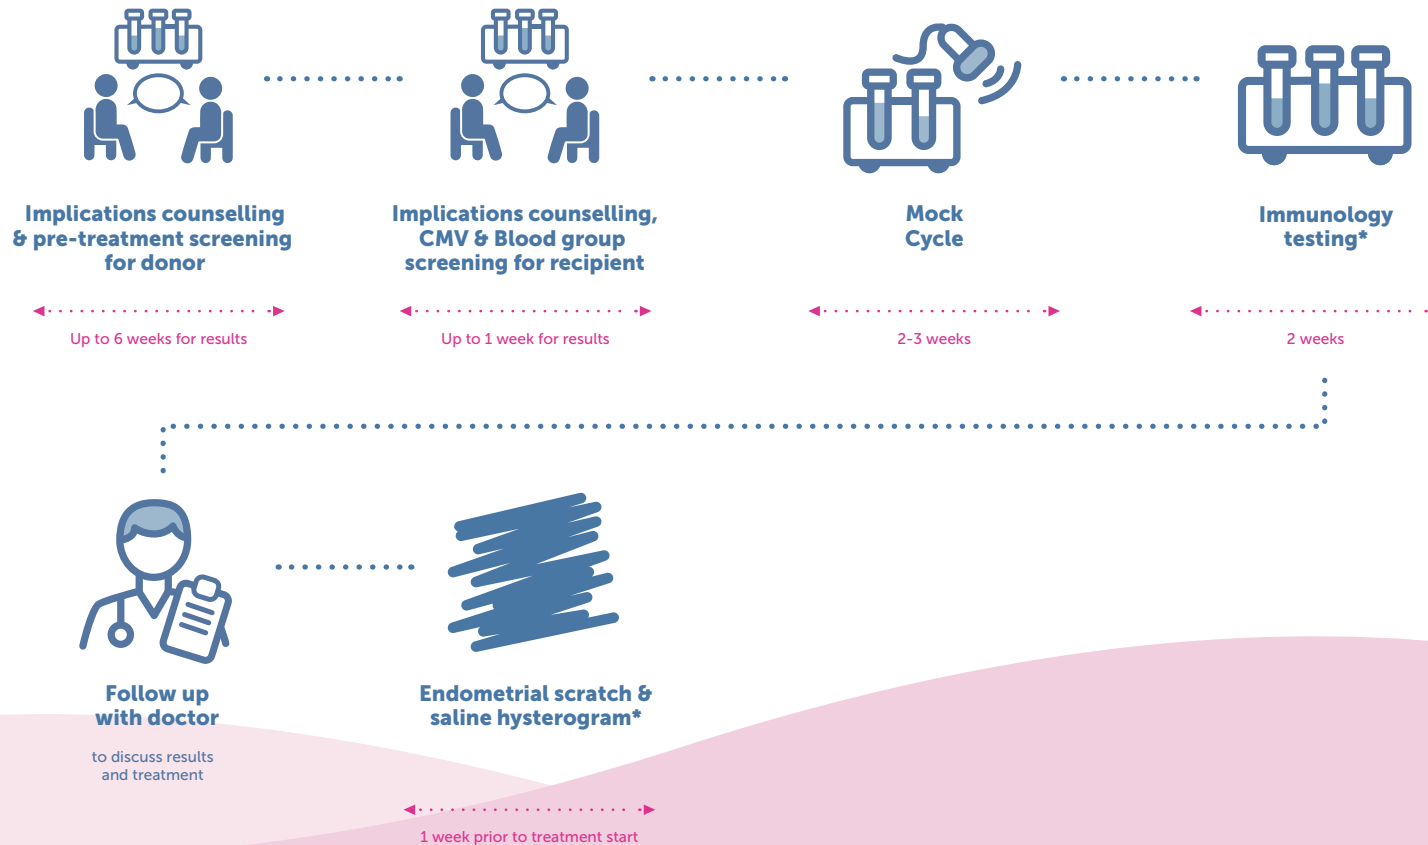 Implications counselling
& pre-treatment screening
for donor
Up to 6 weeks for results
Implications counselling,
CMV & Blood group
screening for recipient
Up to 1 week for results
Mock
Cycle
2-3 weeks
Immunology
testing*
2 weeks
Follow up
with doctor
to discuss results
and treatment
Endometrial scratch &
saline hysterogram*
1 week prior to treatment start